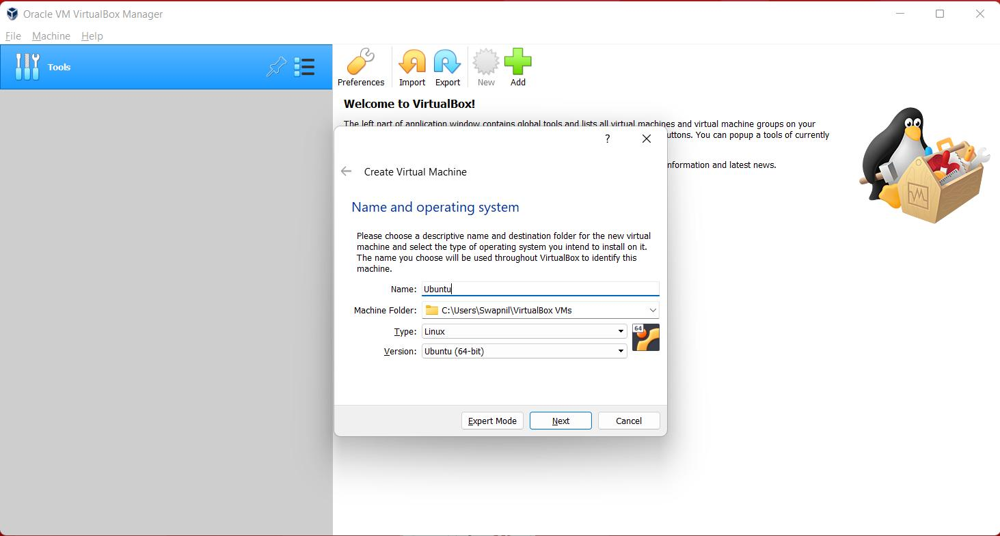 Oracle VM VirtualBox Manager
File Machine Help
Tools
Preferences Import Export New Add
Welcome to VirtualBox!
The left part of application window contains global tools and lists all virtual machines and virtual machine groups on your
uttons. You can popup a tools of currently
nformation and latest news.
?
Create Virtual Machine
Name and operating system
Please choose a descriptive name and destination folder for the new virtual
machine and select the type of operating system you intend to install on it.
The name you choose will be used throughout VirtualBox to identify this
machine.
Name: Ubuntu
Machine Folder: C:\Users\Swapnil\VirtualBox VMs
Type: Linux
64
Version: Ubuntu (64-bit)
Expert Mode Next Cancel